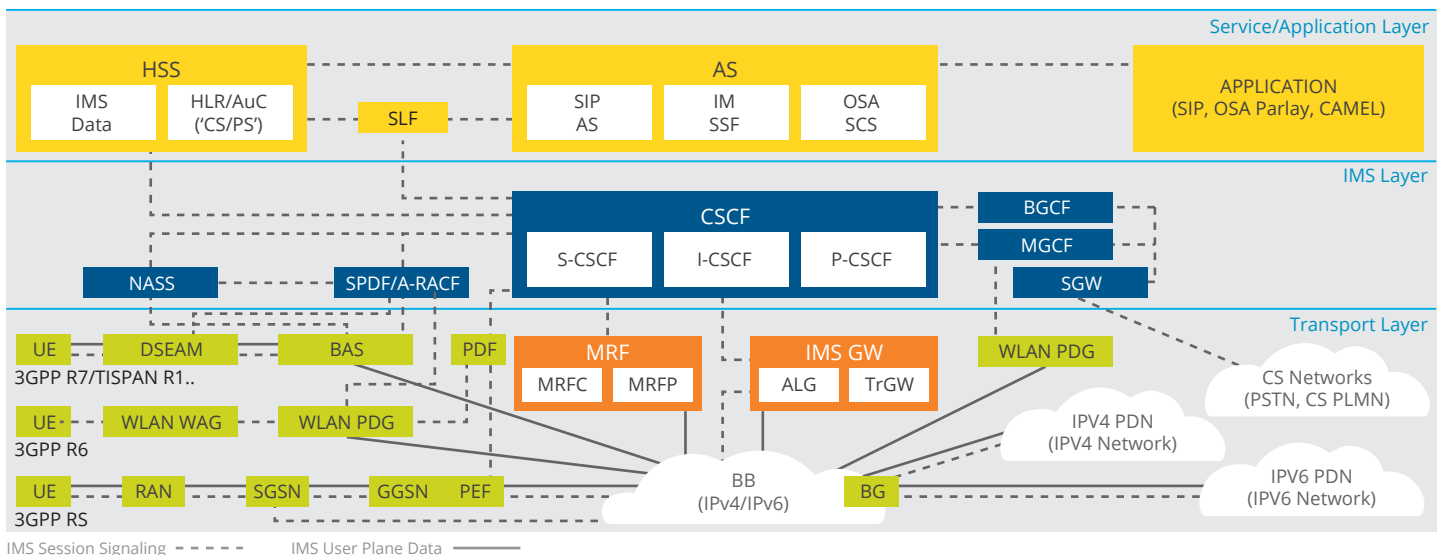 Service/Application Layer
HSS
IMS
Data
HLR/AuC
(‘CS/PS’)
SLF
AS
SIP
AS
IM
SSF
OSA
SCS
APPLICATION
(SIP, OSA Parlay, CAMEL)
IMS Layer
CSCF
S-CSCF
I-CSCF
P-CSCF
BGCF
MGCF
SGW
NASS
SPDF/A-RACF
Transport Layer
UE
DSEAM
BAS
PDF
3GPP R7/TISPAN R1..
MRF
MRFC
MRFP
IMS GW
ALG
TrGW
WLAN PDG
CS Networks
(PSTN, CS PLMN)
UE
WLAN WAG
WLAN PDG
3GPP R6
IPV4 PDN
(IPV4 Network)
UE
RAN
SGSN
GGSN
PEF
3GPP RS
BB
(IPv4/IPv6)
BG
IPV6 PDN
(IPV6 Network)
IMS Session Signaling
IMS User Plane Data